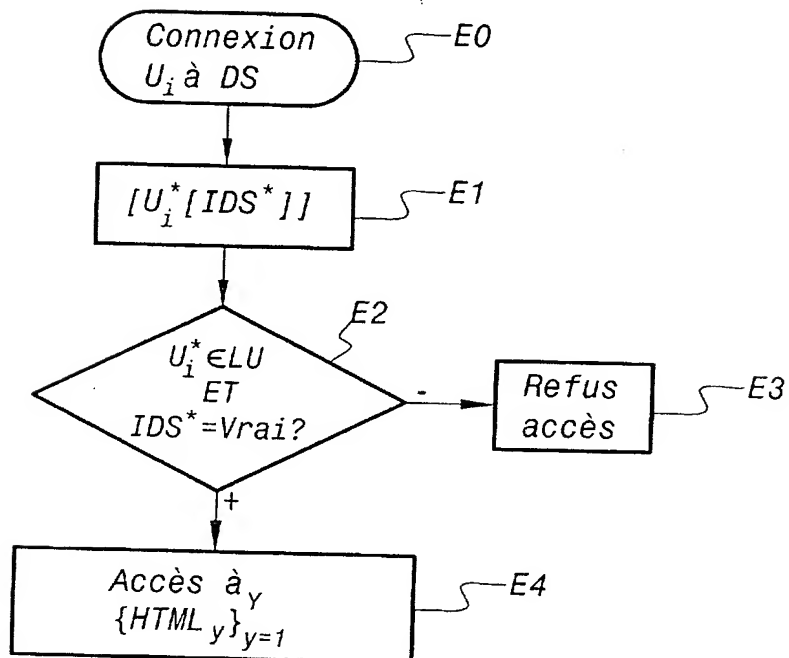 Connexion
U_i à DS
E0
[U_i^*[IDS^*]]
E1
E2
U_i^*∈LU
ET
IDS^*=Vrai?
-
Refus
accès
E3
+
Accès à
{HTML_y}_{y=1}^Y
E4